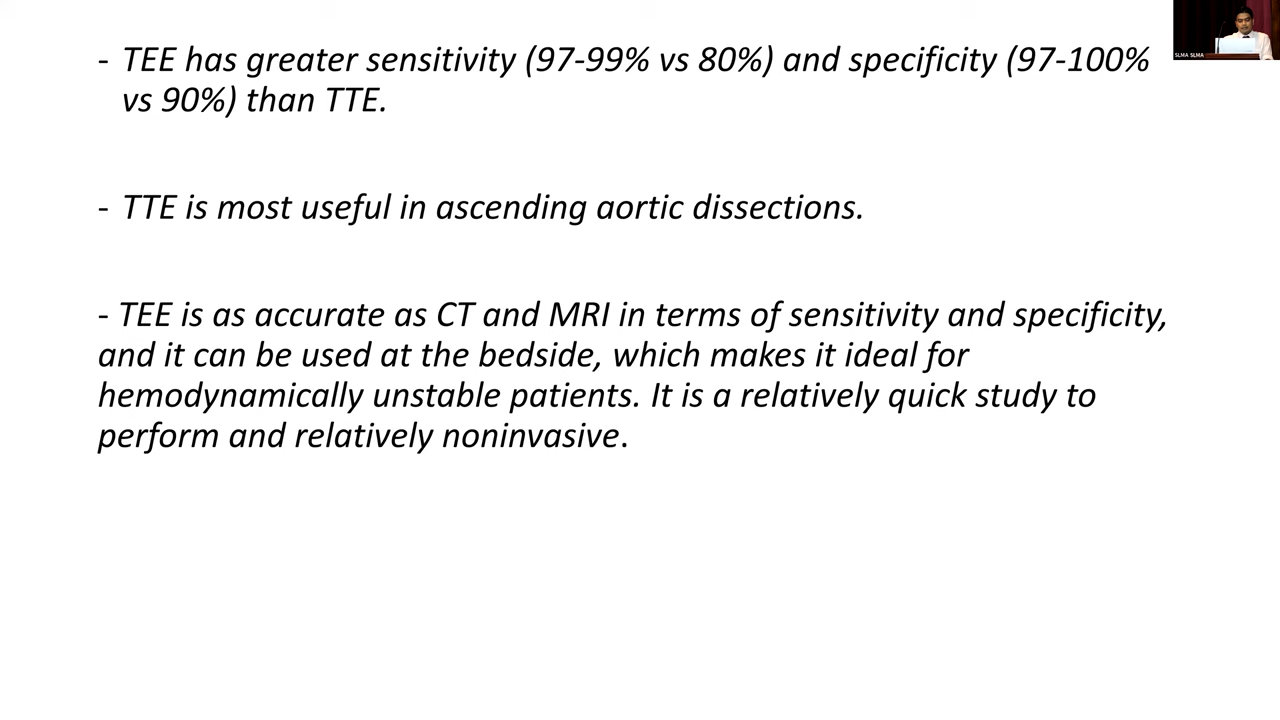 - TEE has greater sensitivity (97-99% vs 80%) and specificity (97-100%
vs 90%) than TTE.
- TTE is most useful in ascending aortic dissections.
- TEE is as accurate as CT and MRI in terms of sensitivity and specificity,
and it can be used at the bedside, which makes it ideal for
hemodynamically unstable patients. It is a relatively quick study to
perform and relatively noninvasive.
SLMA SLMA